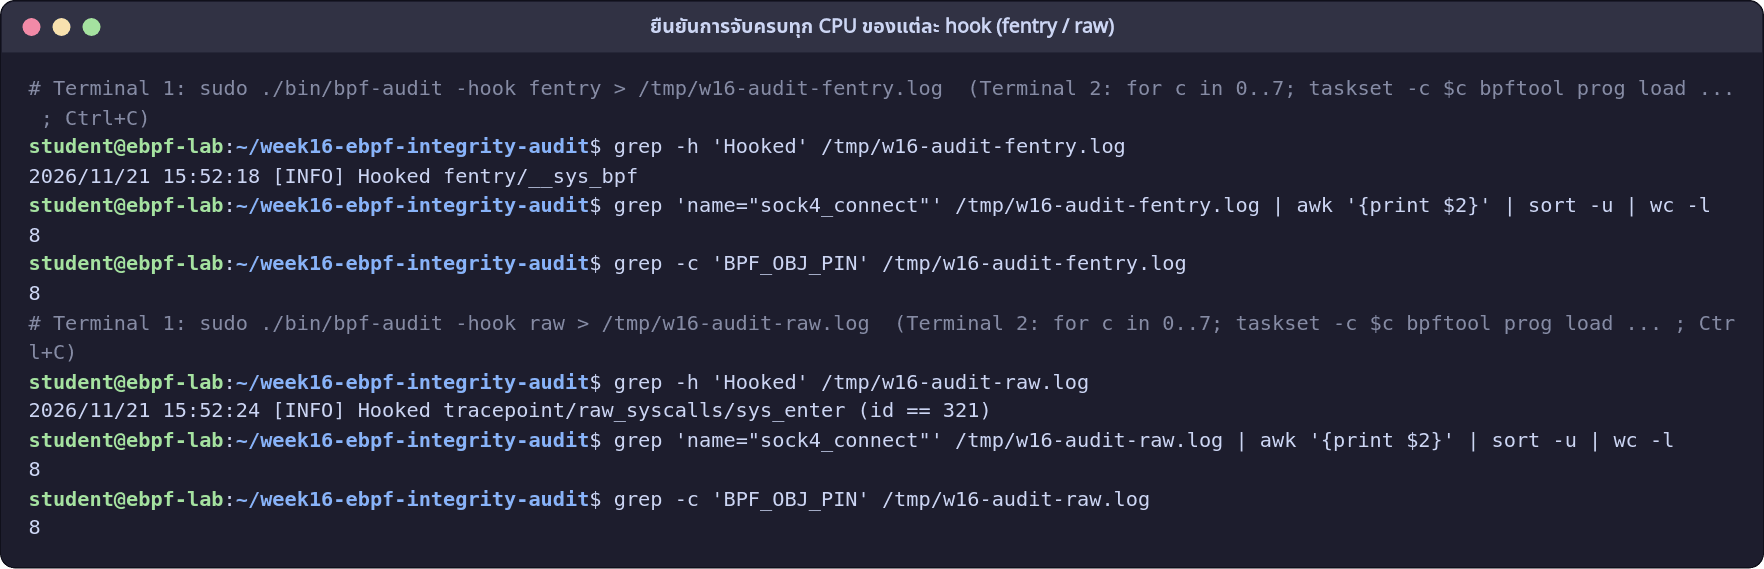 ยืนยันการจับครบทุก CPU ของแต่ละ hook (fentry / raw)
# Terminal 1: sudo ./bin/bpf-audit -hook fentry > /tmp/w16-audit-fentry.log  (Terminal 2: for c in 0..7; taskset -c $c bpftool prog load ...
 ; Ctrl+C)
student@ebpf-lab:~/week16-ebpf-integrity-audit$ grep -h 'Hooked' /tmp/w16-audit-fentry.log
2026/11/21 15:52:18 [INFO] Hooked fentry/__sys_bpf
student@ebpf-lab:~/week16-ebpf-integrity-audit$ grep 'name="sock4_connect"' /tmp/w16-audit-fentry.log | awk '{print $2}' | sort -u | wc -l
8
student@ebpf-lab:~/week16-ebpf-integrity-audit$ grep -c 'BPF_OBJ_PIN' /tmp/w16-audit-fentry.log
8
# Terminal 1: sudo ./bin/bpf-audit -hook raw > /tmp/w16-audit-raw.log  (Terminal 2: for c in 0..7; taskset -c $c bpftool prog load ... ; Ctr
l+C)
student@ebpf-lab:~/week16-ebpf-integrity-audit$ grep -h 'Hooked' /tmp/w16-audit-raw.log
2026/11/21 15:52:24 [INFO] Hooked tracepoint/raw_syscalls/sys_enter (id == 321)
student@ebpf-lab:~/week16-ebpf-integrity-audit$ grep 'name="sock4_connect"' /tmp/w16-audit-raw.log | awk '{print $2}' | sort -u | wc -l
8
student@ebpf-lab:~/week16-ebpf-integrity-audit$ grep -c 'BPF_OBJ_PIN' /tmp/w16-audit-raw.log
8